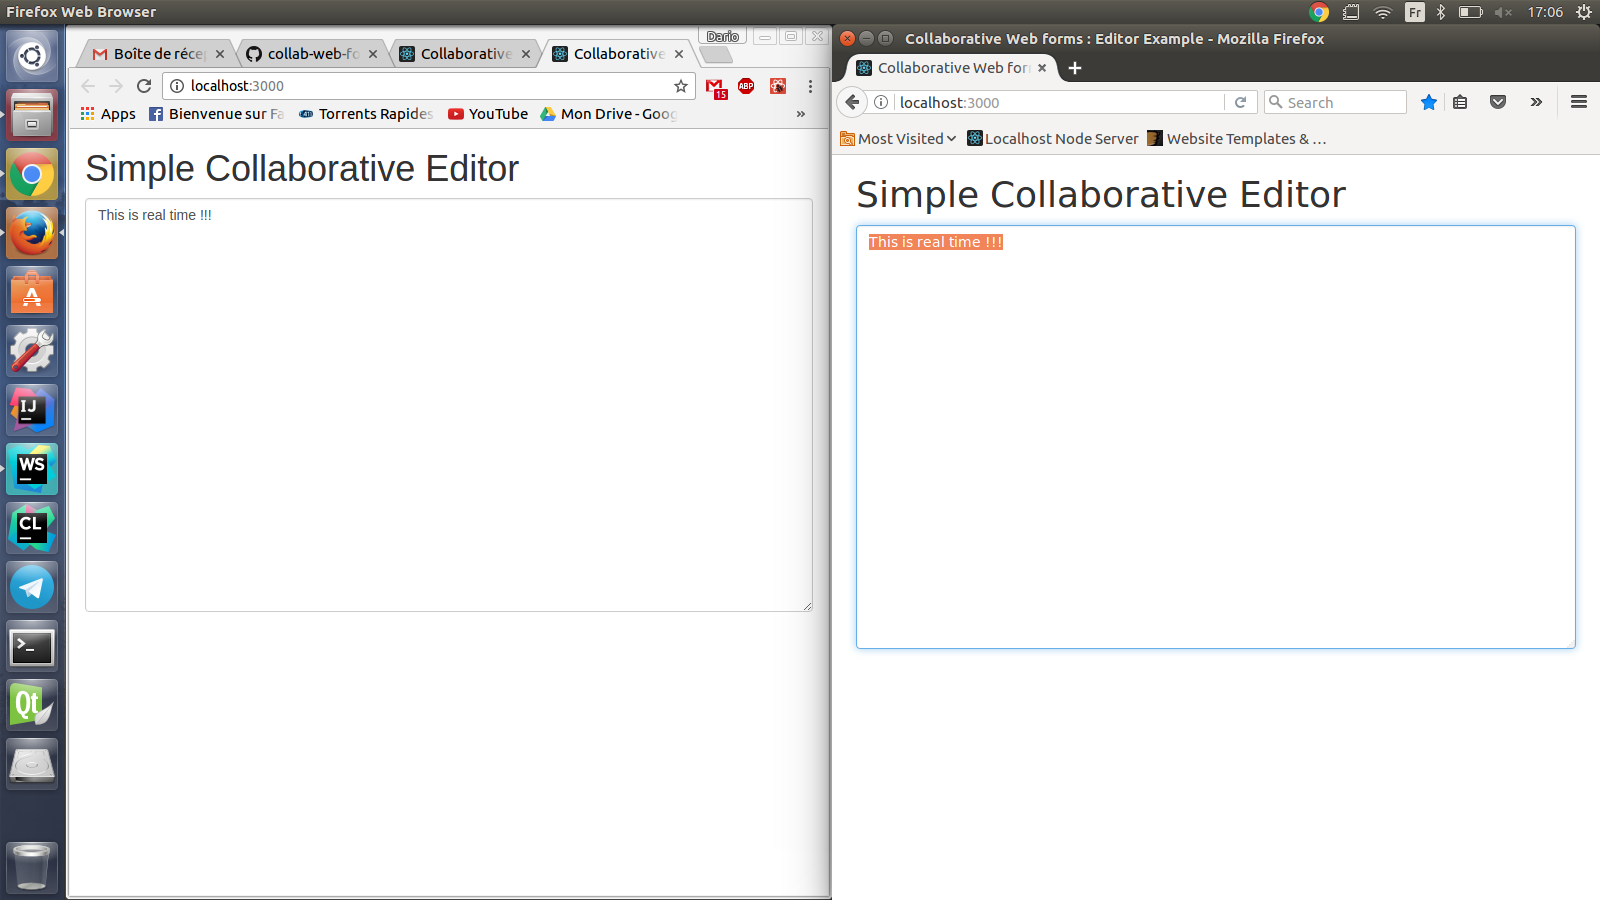 Firefox Web Browser
Fr
17:06
Dario
Boîte de récep
collab-web-fo
Collaborative
Collaborative
localhost:3000
15
ABP
Apps
Bienvenue sur Fa
Torrents Rapides
YouTube
Mon Drive - Goog
»
Simple Collaborative Editor
This is real time !!!
Collaborative Web forms : Editor Example - Mozilla Firefox
Collaborative Web for
localhost:3000
Search
»
Most Visited
Localhost Node Server
Website Templates & ...
Simple Collaborative Editor
This is real time !!!
IJ
WS
CL
>_
Qt